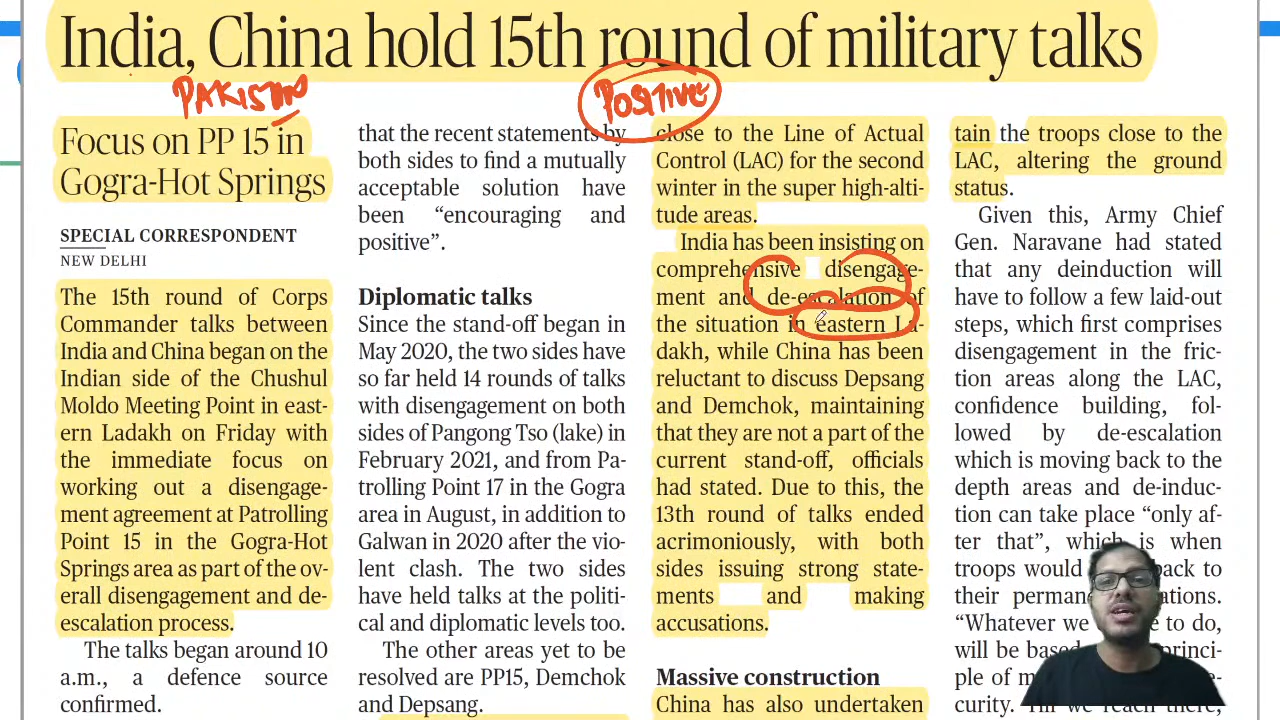 India, China hold 15th round of military talks
PAKISTAN
POSITIVE
Focus on PP 15 in
Gogra-Hot Springs
SPECIAL CORRESPONDENT
NEW DELHI
The 15th round of Corps
Commander talks between
India and China began on the
Indian side of the Chushul
Moldo Meeting Point in east-
ern Ladakh on Friday with
the immediate focus on
working out a disengage-
ment agreement at Patrolling
Point 15 in the Gogra-Hot
Springs area as part of the ov-
erall disengagement and de-
escalation process.
The talks began around 10
a.m., a defence source
confirmed.
that the recent statements by
both sides to find a mutually
acceptable solution have
been “encouraging and
positive”.
Diplomatic talks
Since the stand-off began in
May 2020, the two sides have
so far held 14 rounds of talks
with disengagement on both
sides of Pangong Tso (lake) in
February 2021, and from Pa-
trolling Point 17 in the Gogra
area in August, in addition to
Galwan in 2020 after the vio-
lent clash. The two sides
have held talks at the politi-
cal and diplomatic levels too.
The other areas yet to be
resolved are PP15, Demchok
and Depsang.
close to the Line of Actual
Control (LAC) for the second
winter in the super high-alti-
tude areas.
India has been insisting on
comprehensive disengage-
ment and de-escalation of
the situation in eastern La-
dakh, while China has been
reluctant to discuss Depsang
and Demchok, maintaining
that they are not a part of the
current stand-off, officials
had stated. Due to this, the
13th round of talks ended
acrimoniously, with both
sides issuing strong state-
ments and making
accusations.
Massive construction
China has also undertaken
tain the troops close to the
LAC, altering the ground
status.
Given this, Army Chief
Gen. Naravane had stated
that any deinduction will
have to follow a few laid-out
steps, which first comprises
disengagement in the fric-
tion areas along the LAC,
confidence building, fol-
lowed by de-escalation
which is moving back to the
depth areas and de-induc-
tion can take place “only af-
ter that”, which is when
troops would back to
their
“Whatever we to do,
will be princi-
ple of